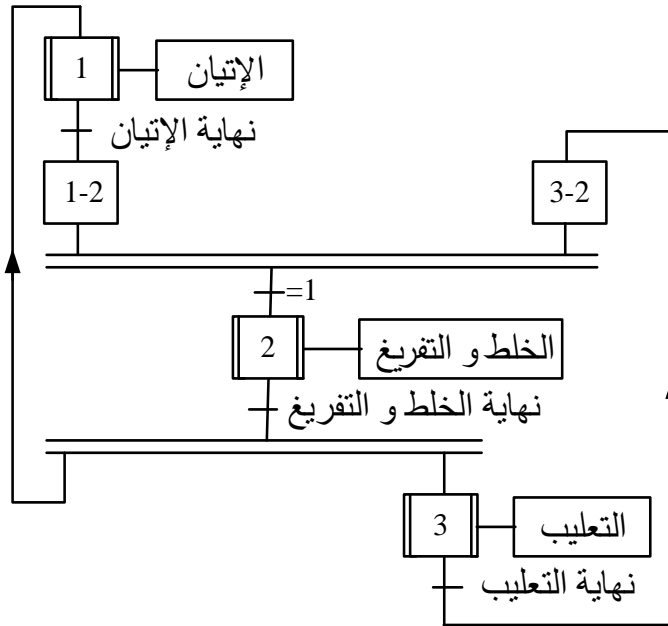 1 الإتيان
نهاية الإتيان
1-2
3-2
=1
2 الخلط و التفريغ
نهاية الخلط و التفريغ
3 التعليب
نهاية التعليب